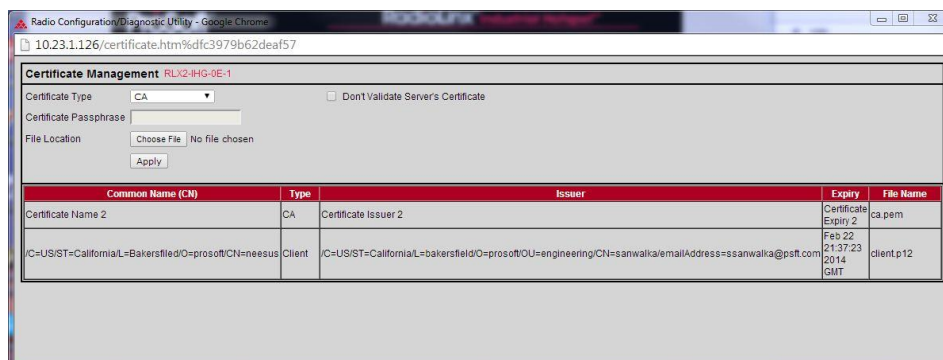 RadioLinx Industrial Hotspot
Radio Configuration/Diagnostic Utility - Google Chrome
10.23.1.126/certificate.htm%dfc3979b62deaf57
Certificate Management RLX2-IHG-0E-1
Certificate Type CA Don't Validate Server's Certificate
Certificate Passphrase
File Location Choose File No file chosen
Apply
Common Name (CN) Type Issuer Expiry File Name
Certificate Name 2 CA Certificate Issuer 2 Certificate Expiry 2 ca.pem
/C=US/ST=California/L=Bakersfiled/O=prosoft/CN=neesus Client /C=US/ST=California/L=bakersfield/O=prosoft/OU=engineering/CN=sanwalka/emailAddress=ssanwalka@psft.com Feb 22 21:37:23 2014 GMT client.p12